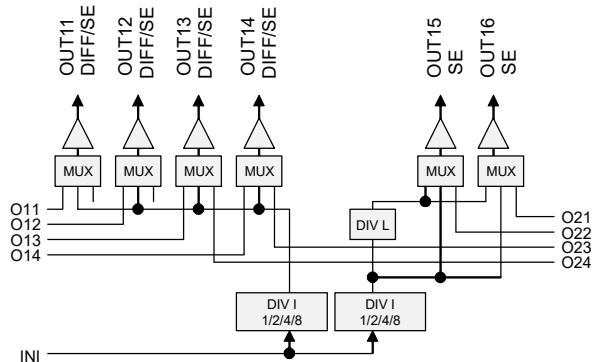 OUT11
DIFF/SE
OUT12
DIFF/SE
OUT13
DIFF/SE
OUT14
DIFF/SE
OUT15
SE
OUT16
SE
MUX
MUX
MUX
MUX
MUX
MUX
O11
O12
O13
O14
DIV L
O21
O22
O23
O24
DIV I
1/2/4/8
DIV I
1/2/4/8
INI